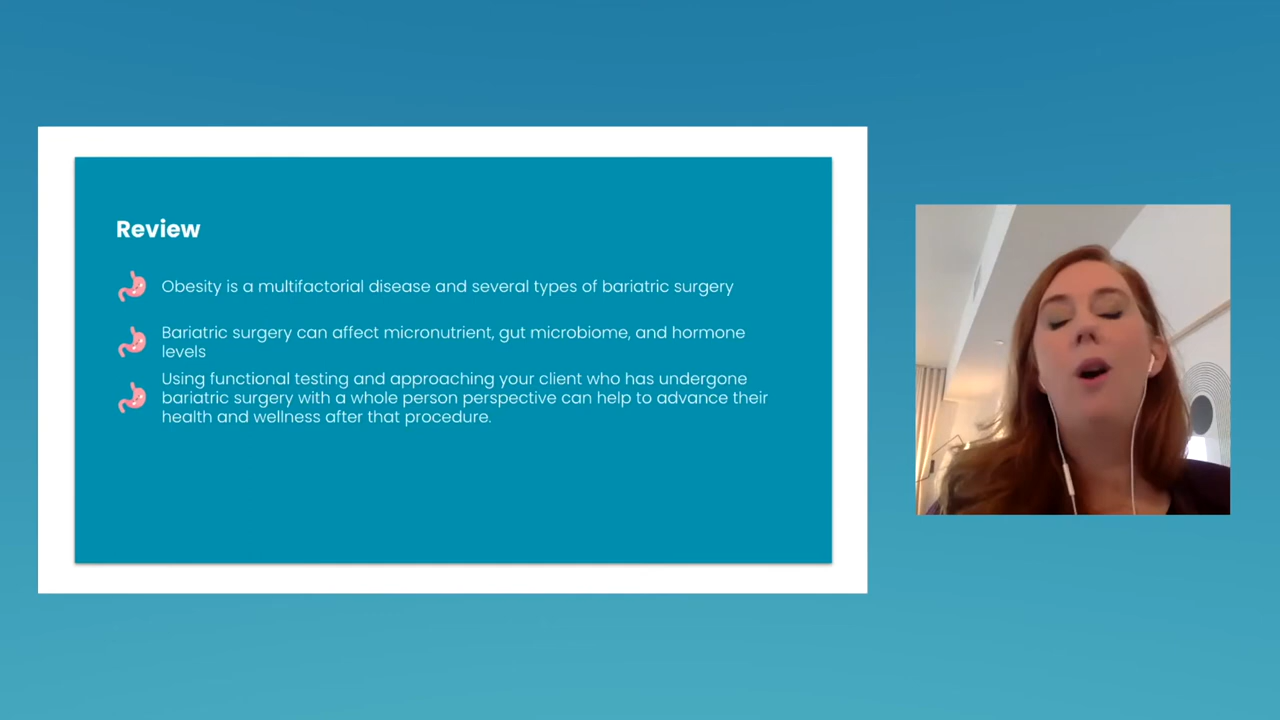 Review
Obesity is a multifactorial disease and several types of bariatric surgery
Bariatric surgery can affect micronutrient, gut microbiome, and hormone
levels
Using functional testing and approaching your client who has undergone
bariatric surgery with a whole person perspective can help to advance their
health and wellness after that procedure.